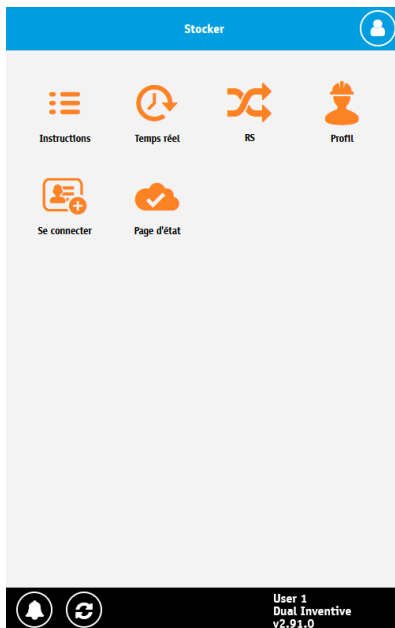 Stocker
Instructions Temps réel RS Profil
Se connecter Page d'état
User 1
Dual Inventive
v2.91.0